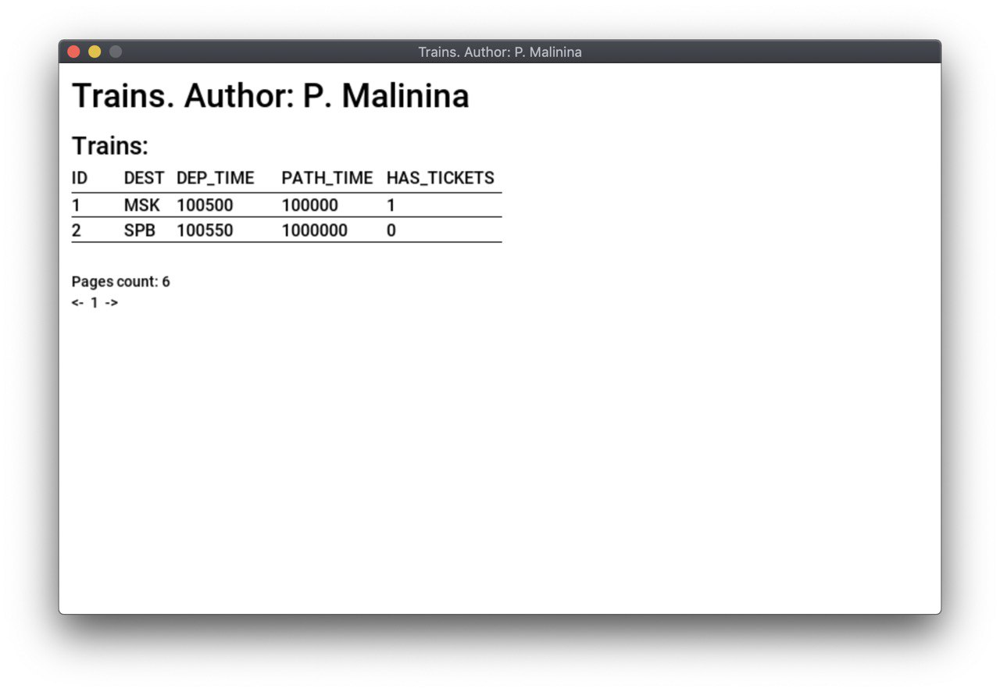 Trains. Author: P. Malinina
Trains. Author: P. Malinina
Trains:
ID DEST DEP_TIME PATH_TIME HAS_TICKETS
1 MSK 100500 100000 1
2 SPB 100550 1000000 0
Pages count: 6
<- 1 ->